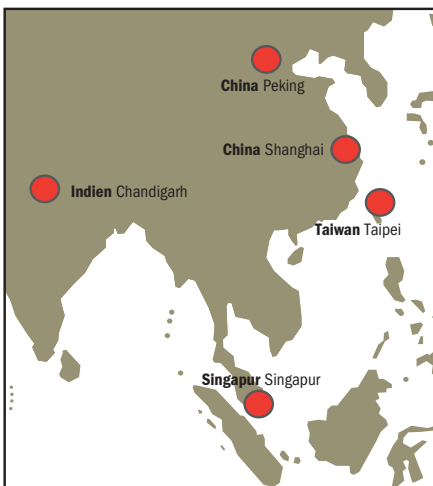 China Peking
China Shanghai
Indien Chandigarh
Taiwan Taipei
Singapur Singapur